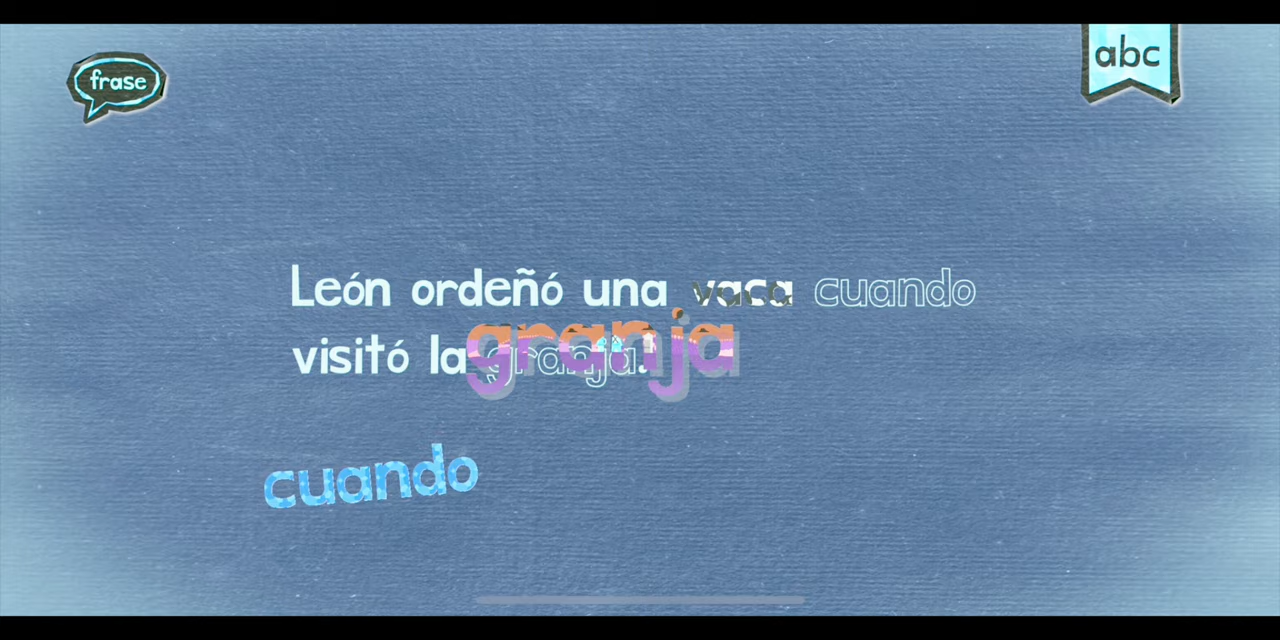 frase
abc
León ordeñó una vaca cuando
visitó la granja.
granja
cuando